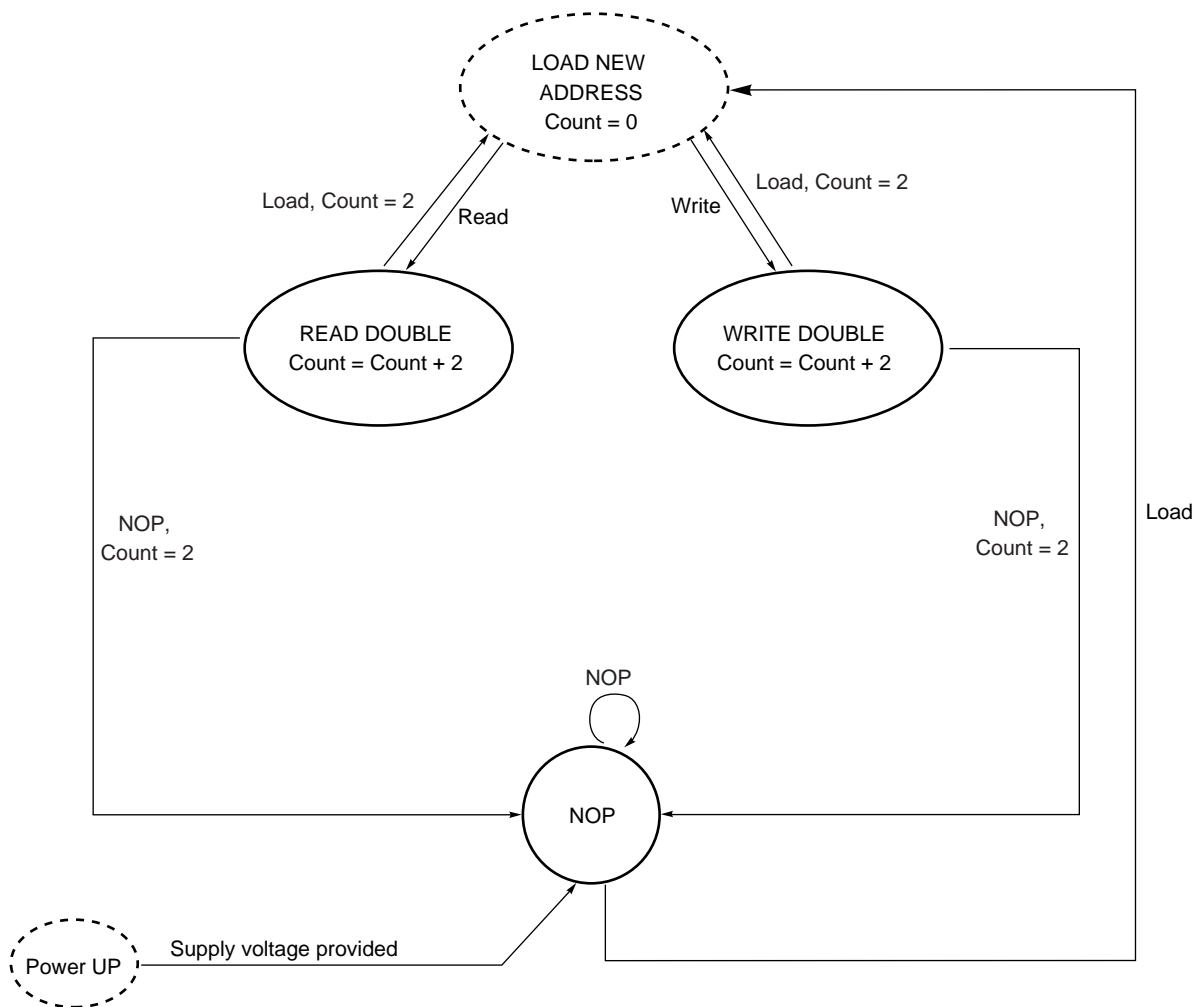 LOAD NEW
ADDRESS
Count = 0
Load, Count = 2
Read
Write
Load, Count = 2
READ DOUBLE
Count = Count + 2
WRITE DOUBLE
Count = Count + 2
NOP,
Count = 2
NOP,
Count = 2
Load
NOP
NOP
Supply voltage provided
Power UP